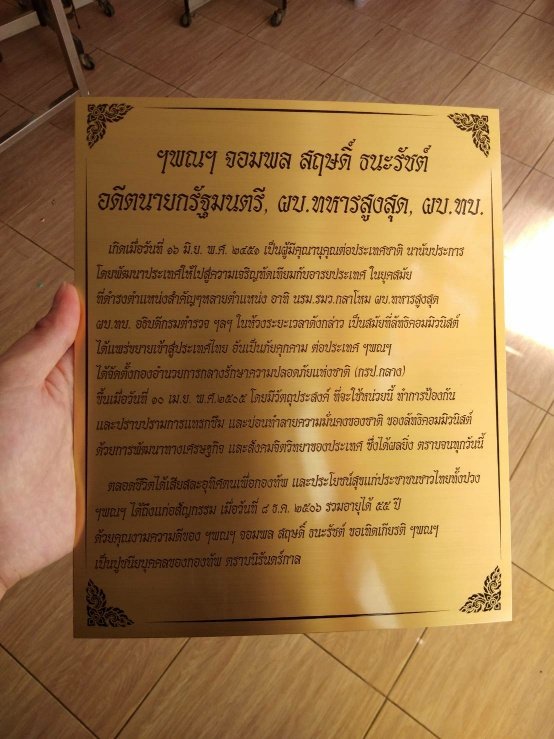 ฯพณฯ จอมพล สฤษดิ์ ธนะรัชต์
อดีตนายกรัฐมนตรี, ผบ.ทหารสูงสุด, ผบ.ทบ.
เกิดเมื่อวันที่ ๑๖ มิ.ย. พ.ศ. ๒๔๕๑ เป็นผู้มีคุณานุคุณต่อประเทศชาติ นานับประการ
โดยพัฒนาประเทศให้ไปสู่ความเจริญทัดเทียมกับอารยประเทศ ในยุคสมัย
ที่ดำรงตำแหน่งสำคัญๆหลายตำแหน่ง อาทิ นรม.รมว.กลาโหม ผบ.ทหารสูงสุด
ผบ.ทบ. อธิบดีกรมตำรวจ ฯลฯ ในห้วงระยะเวลาดังกล่าว เป็นสมัยที่ลัทธิคอมมิวนิสต์
ได้แพร่ขยายเข้าสู่ประเทศไทย อันเป็นภัยคุกคาม ต่อประเทศ ฯพณฯ
ได้จัดตั้งกองอำนวยการกลางรักษาความปลอดภัยแห่งชาติ (กรป.กลาง)
ขึ้นเมื่อวันที่ ๑๐ เม.ย. พ.ศ.๒๕๐๕ โดยมีวัตถุประสงค์ ที่จะใช้หน่วยนี้ ทำการป้องกัน
และปราบปรามการแทรกซึม และบ่อนทำลายความมั่นคงของชาติ ของลัทธิคอมมิวนิสต์
ด้วยการพัฒนาทางเศรษฐกิจ และสังคมจิตวิทยาของประเทศ ซึ่งได้ผลยิ่ง ตราบจนทุกวันนี้
ตลอดชีวิตได้เสียสละอุทิศตนเพื่อกองทัพ และประโยชน์สุขแก่ประชาชนชาวไทยทั้งปวง
ฯพณฯ ได้ถึงแก่อสัญกรรม เมื่อวันที่ ๘ ธ.ค. ๒๕๐๖ รวมอายุได้ ๕๕ ปี
ด้วยคุณงามความดีของ ฯพณฯ จอมพล สฤษดิ์ ธนะรัชต์ ขอเทิดเกียรติ ฯพณฯ
เป็นปูชนียบุคคลของกองทัพ ตราบนิรันดร์กาล